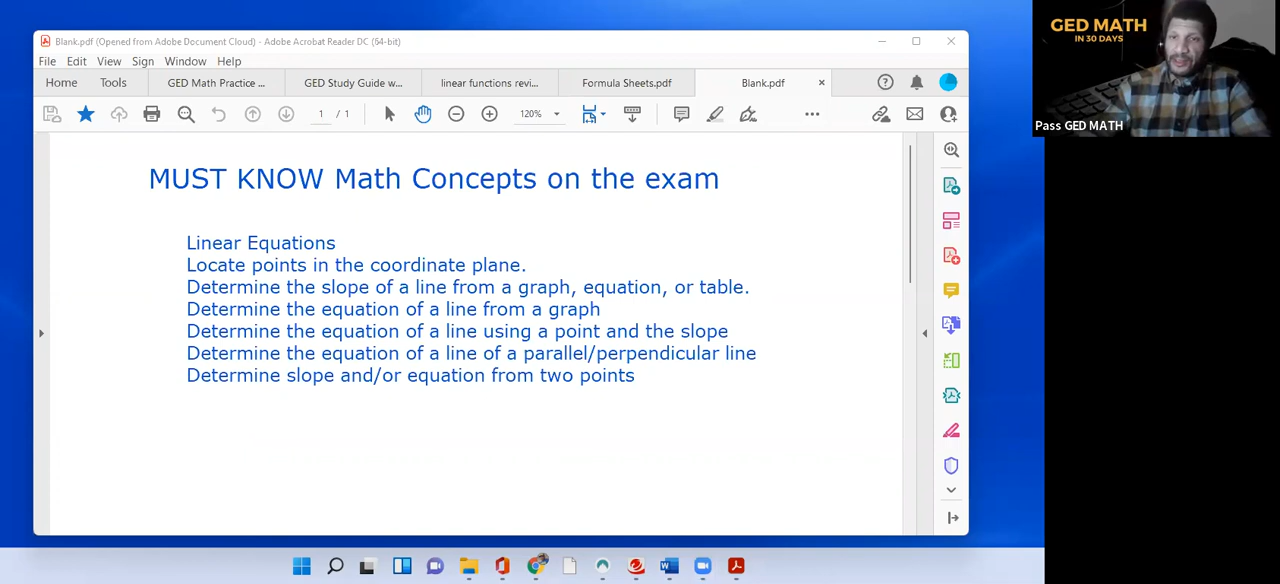 Blank.pdf (Opened from Adobe Document Cloud) - Adobe Acrobat Reader DC (64-bit)
File Edit View Sign Window Help
Home Tools GED Math Practice ... GED Study Guide w... linear functions revi... Formula Sheets.pdf Blank.pdf
1 / 1 120%
MUST KNOW Math Concepts on the exam
Linear Equations
Locate points in the coordinate plane.
Determine the slope of a line from a graph, equation, or table.
Determine the equation of a line from a graph
Determine the equation of a line using a point and the slope
Determine the equation of a line of a parallel/perpendicular line
Determine slope and/or equation from two points
GED MATH
IN 30 DAYS
Pass GED MATH